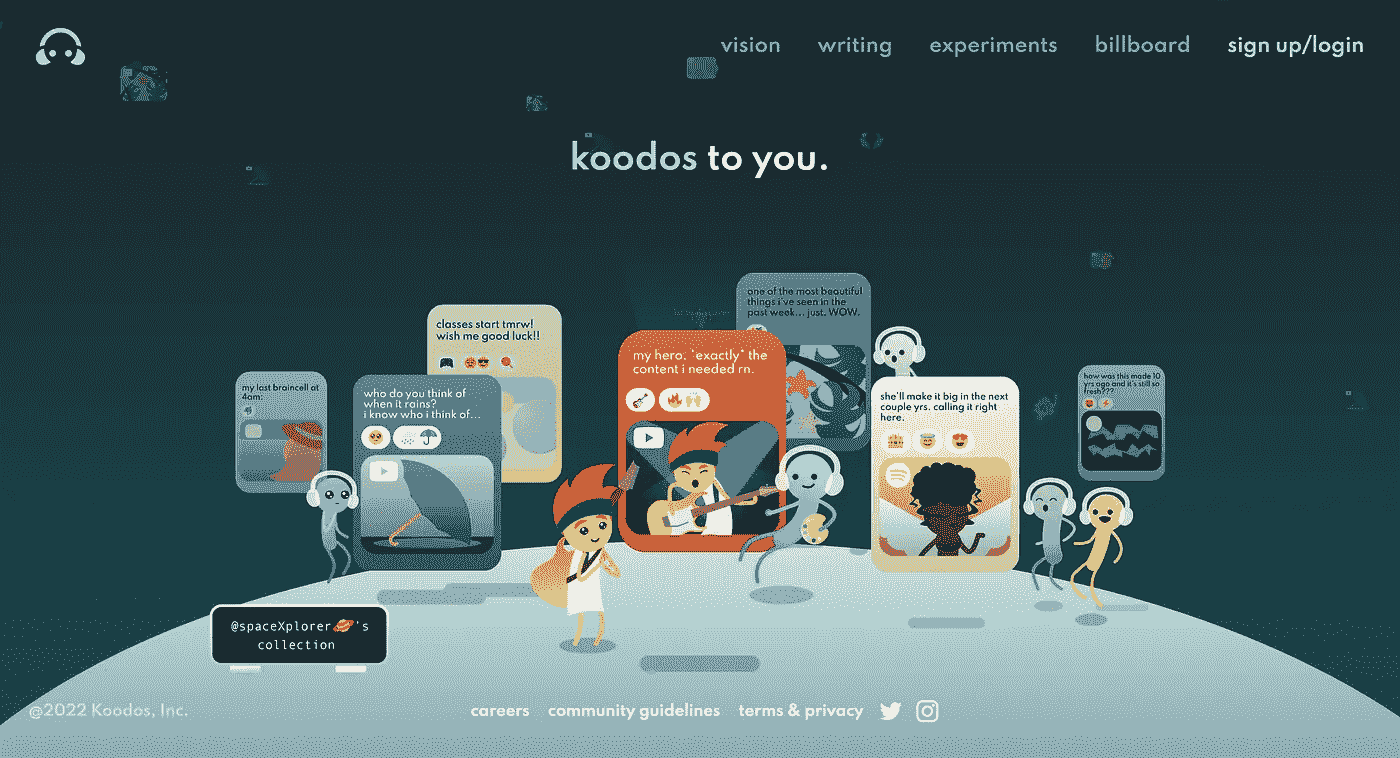 vision
writing
experiments
billboard
sign up/login
koodos to you.
one of the most beautiful
things i've seen in the
past week... just. WOW.
classes start tmrw!
wish me good luck!!
my hero. *exactly* the
content i needed rn.
my last braincell at
4am:
who do you think of
when it rains?
i know who i think of...
she'll make it big in the next
couple yrs. calling it right
here.
how was this made 10
yrs ago and it's still so
fresh???
@spaceXplorer🪐's
collection
@2022 Koodos, Inc.
careers
community guidelines
terms & privacy